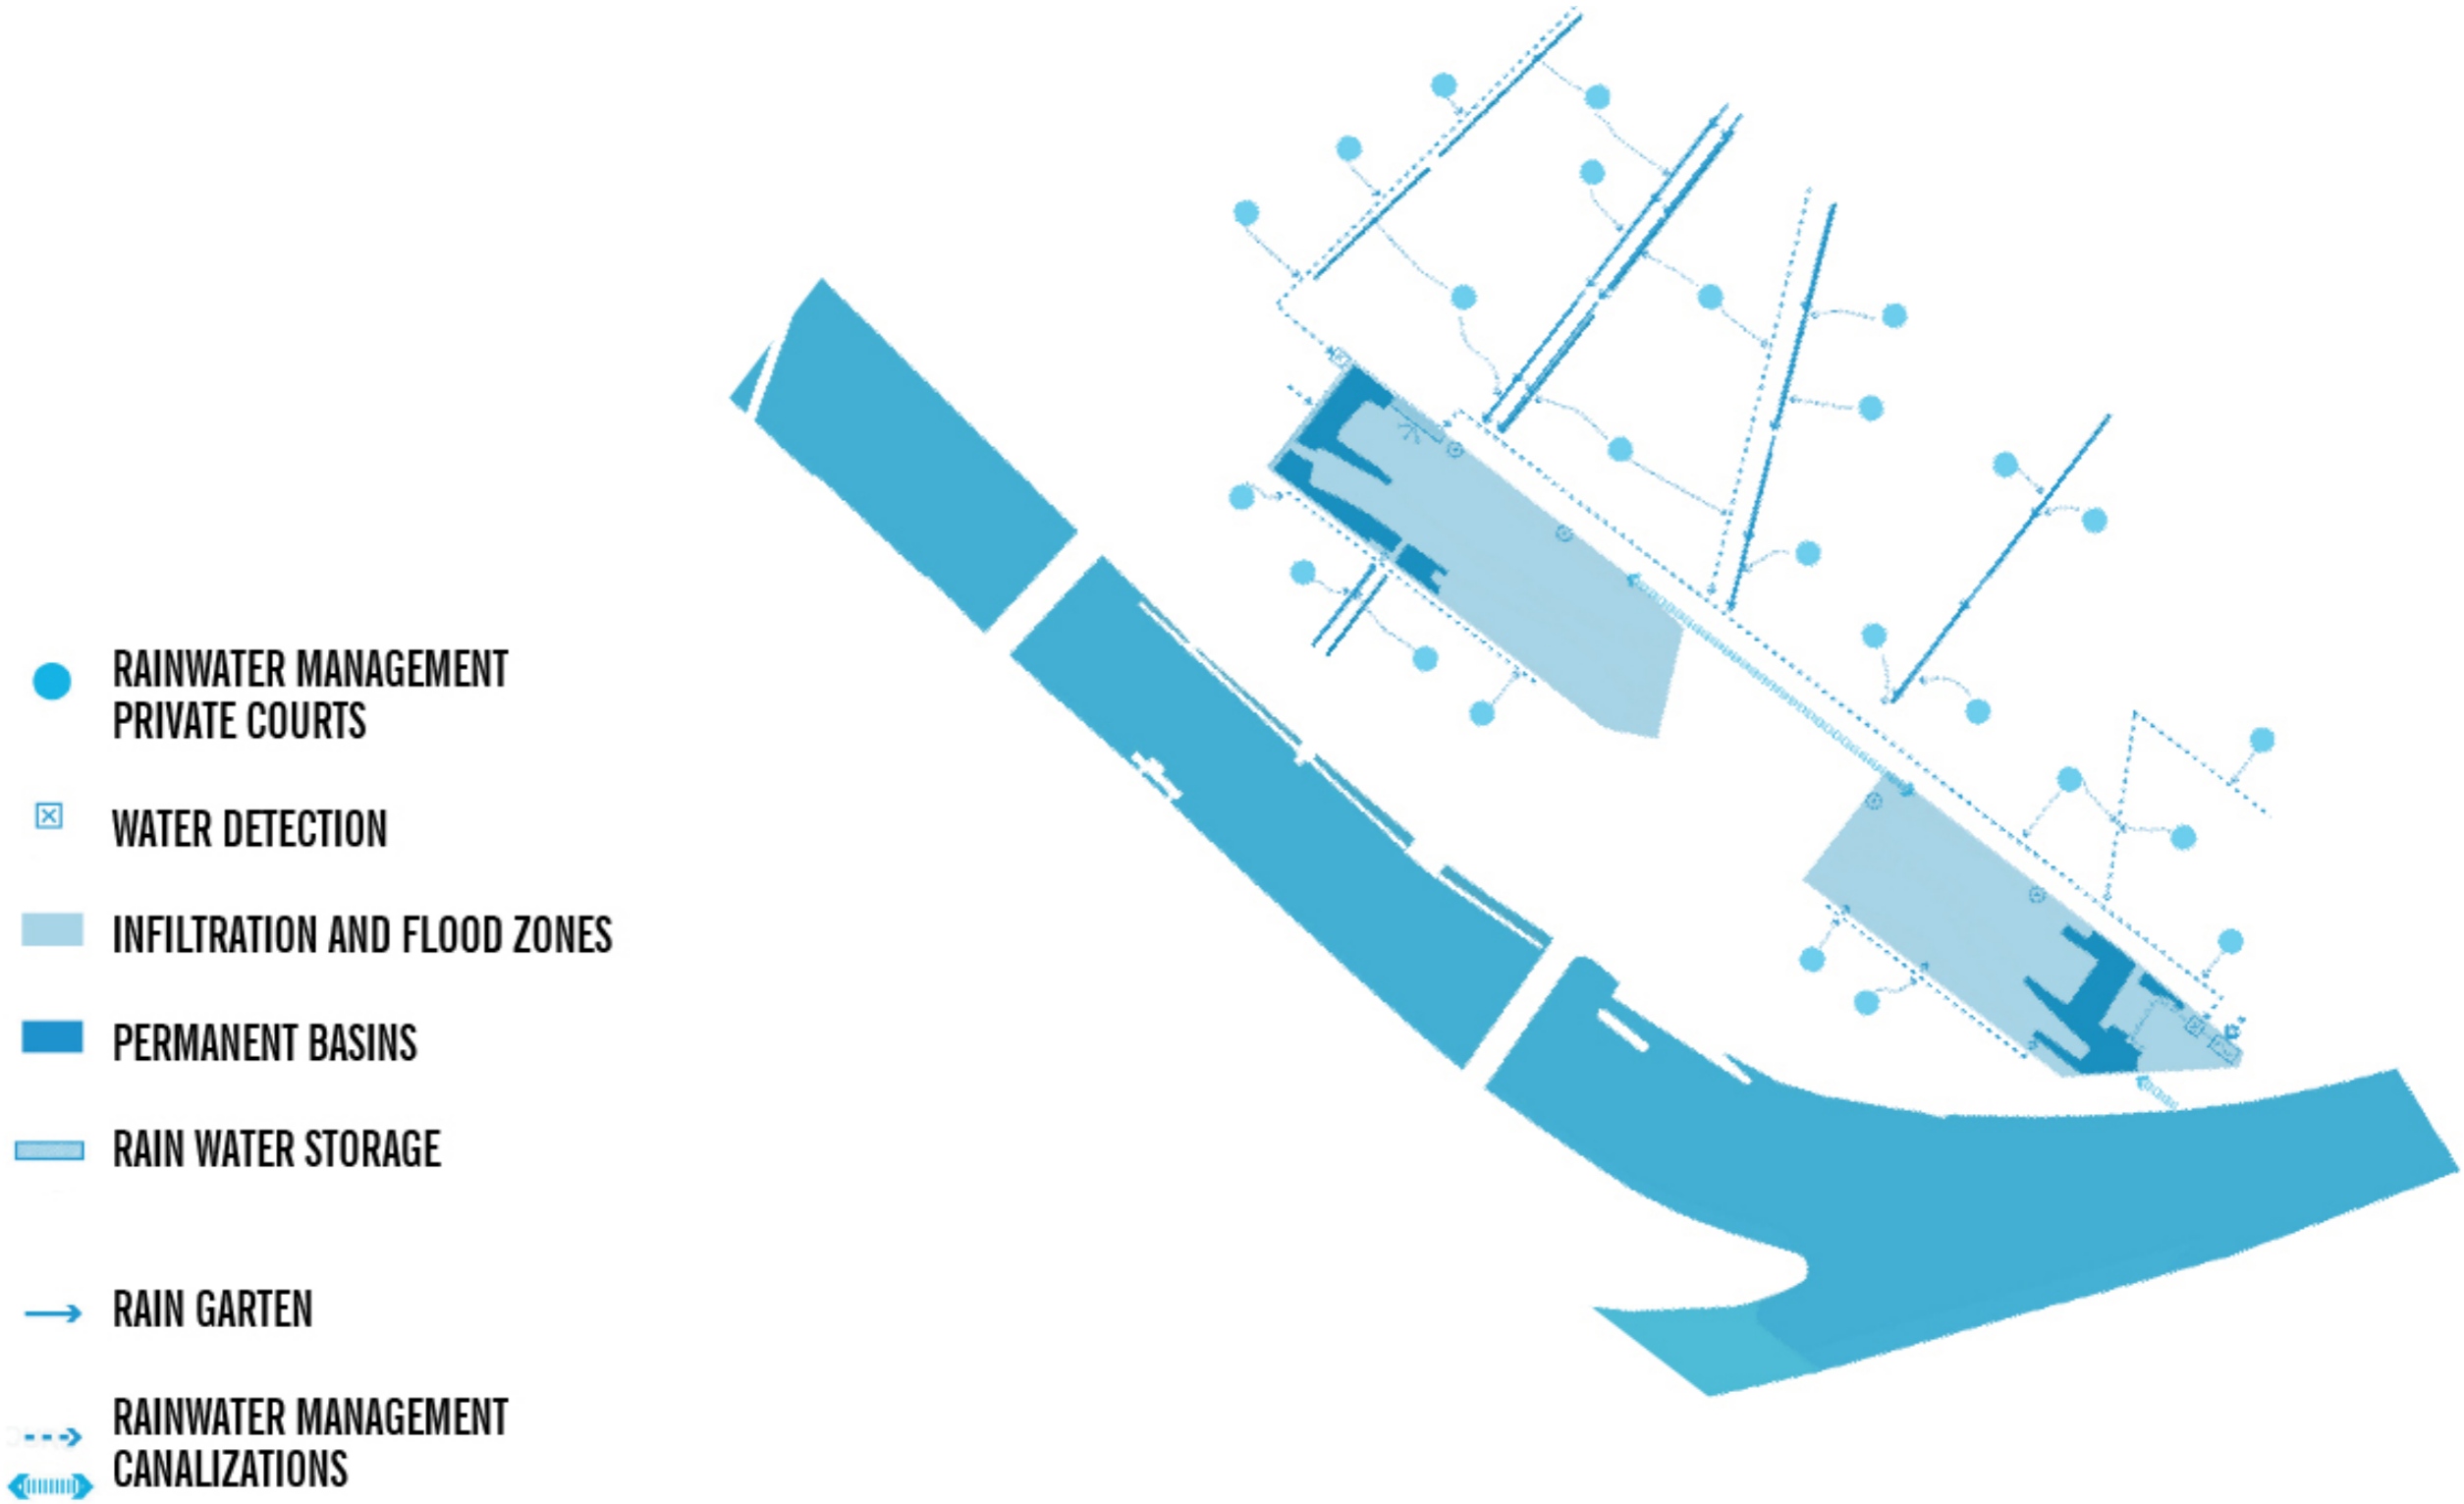 RAINWATER MANAGEMENT
PRIVATE COURTS
WATER DETECTION
INFILTRATION AND FLOOD ZONES
PERMANENT BASINS
RAIN WATER STORAGE
RAIN GARTEN
RAINWATER MANAGEMENT
CANALIZATIONS